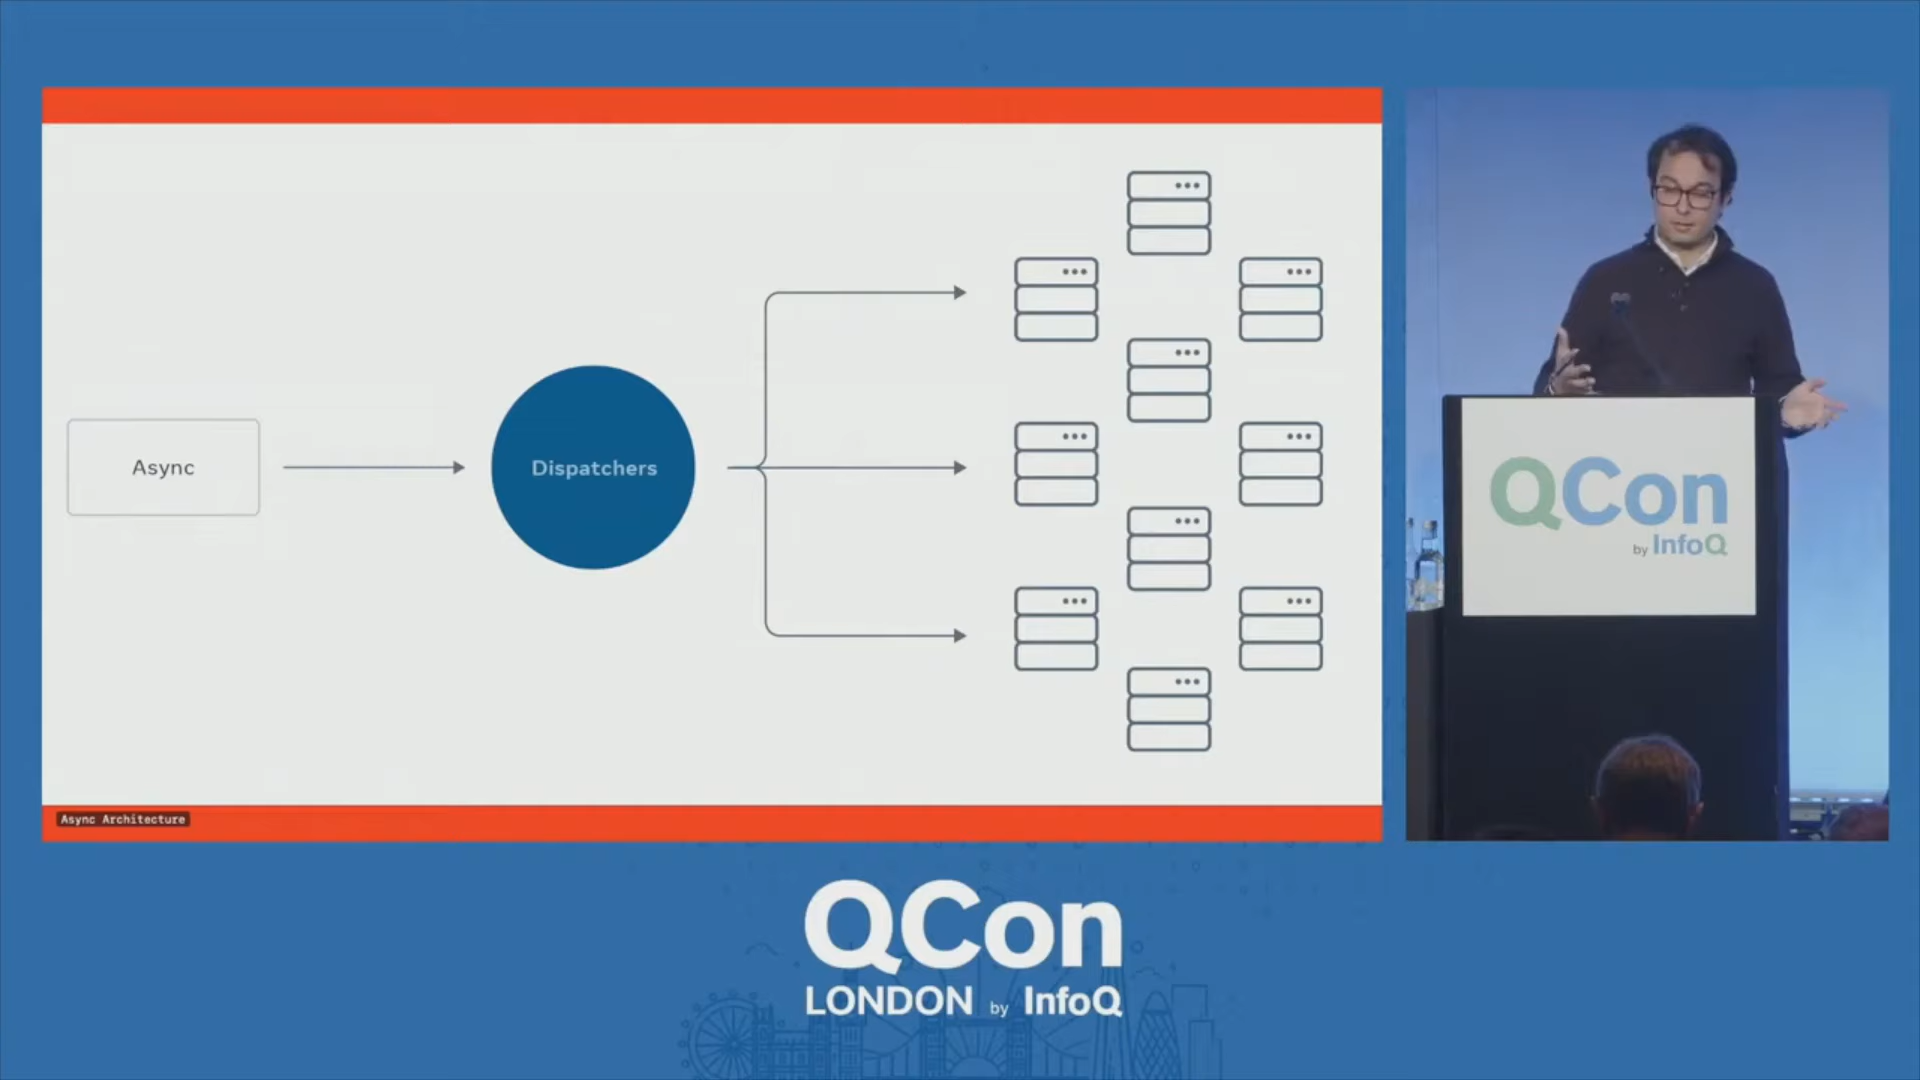 Async
Dispatchers
Async Architecture
QCon
by InfoQ
QCon
LONDON by InfoQ